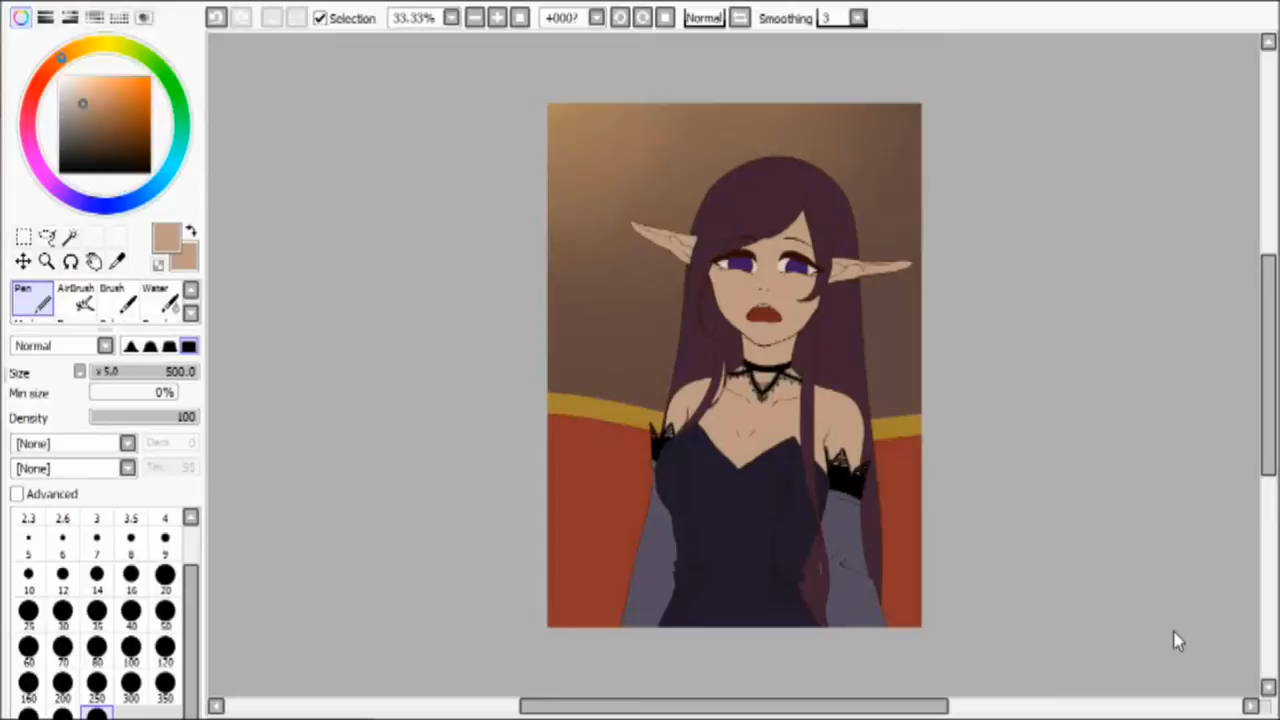 Selection 33.33% +000? Normal Smoothing 3
Pen AirBrush Brush Water
Normal
Size x 5.0 500.0
Min size 0%
Density 100
[None] 0
[None] 95
Advanced
2.3 2.6 3 3.5 4
5 6 7 8 9
10 12 14 16 20
25 30 35 40 50
60 70 80 100 120
160 200 250 300 350